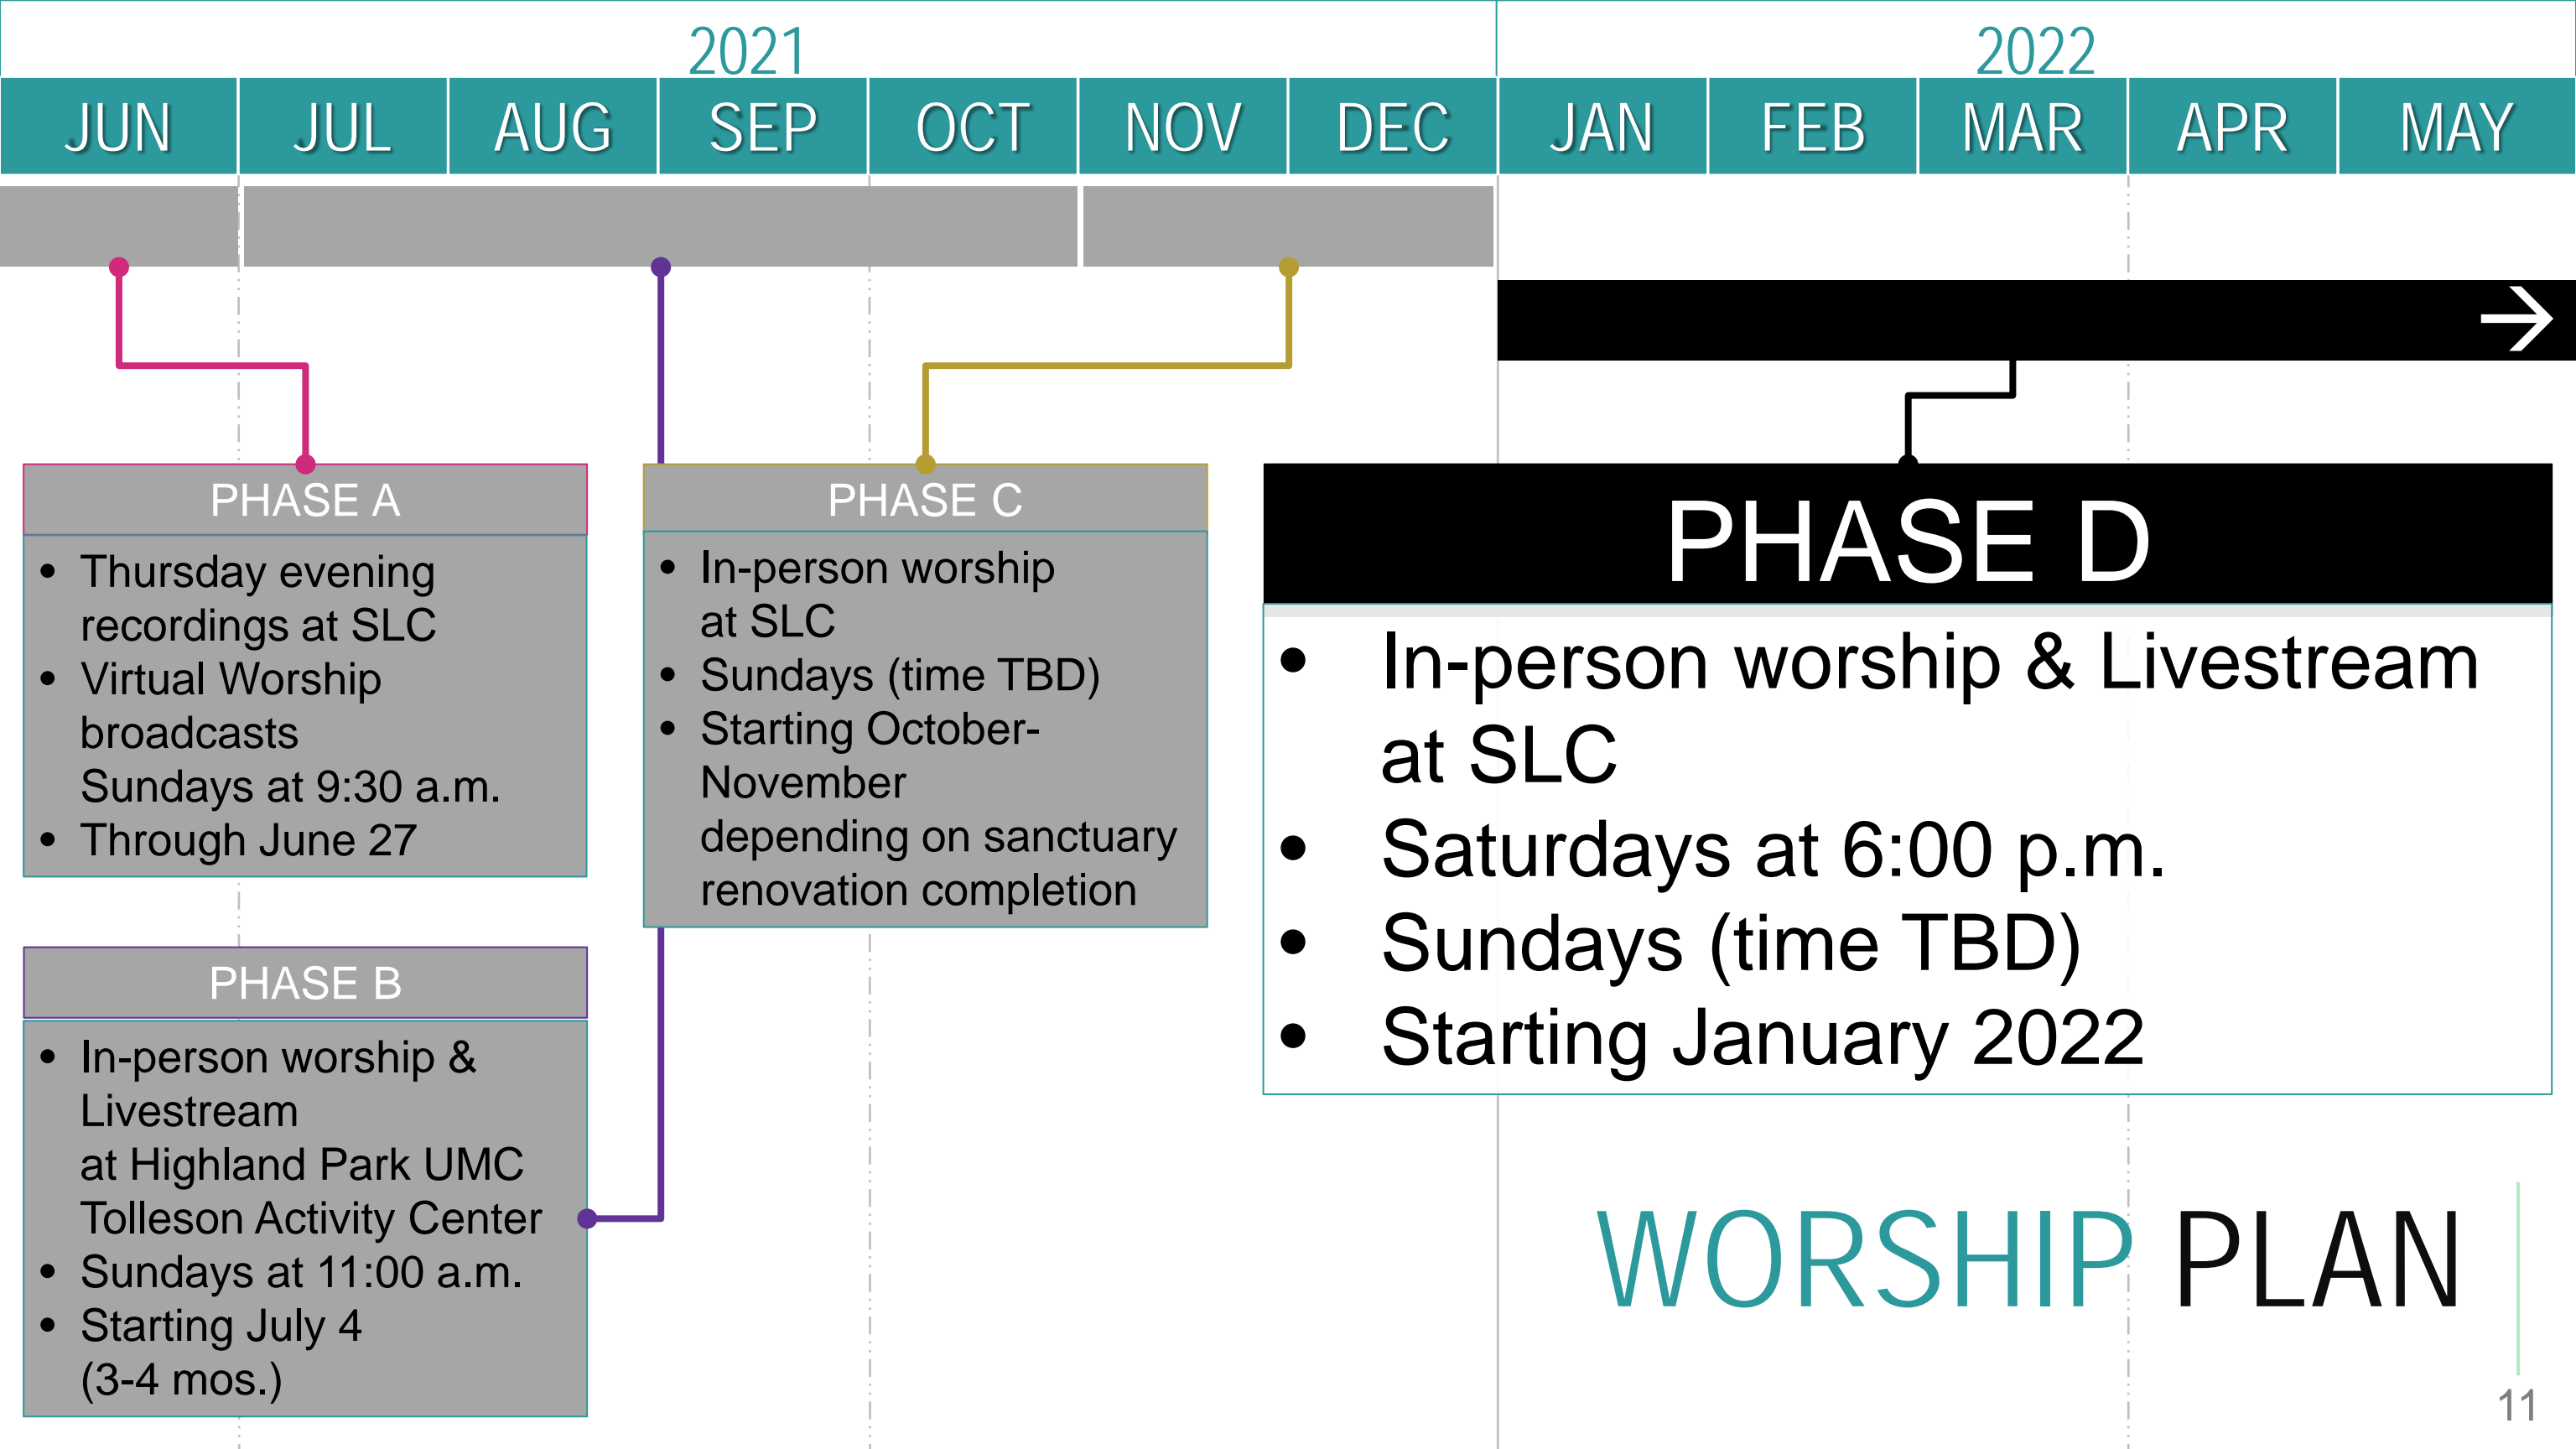 2021
2022
JUN JUL AUG SEP OCT NOV DEC JAN FEB MAR APR MAY
→
PHASE A
• Thursday evening
recordings at SLC
• Virtual Worship
broadcasts
Sundays at 9:30 a.m.
• Through June 27
PHASE B
• In-person worship &
Livestream
at Highland Park UMC
Tolleson Activity Center
• Sundays at 11:00 a.m.
• Starting July 4
(3-4 mos.)
PHASE C
• In-person worship
at SLC
• Sundays (time TBD)
• Starting October-
November
depending on sanctuary
renovation completion
PHASE D
• In-person worship & Livestream
at SLC
• Saturdays at 6:00 p.m.
• Sundays (time TBD)
• Starting January 2022
WORSHIP PLAN
11